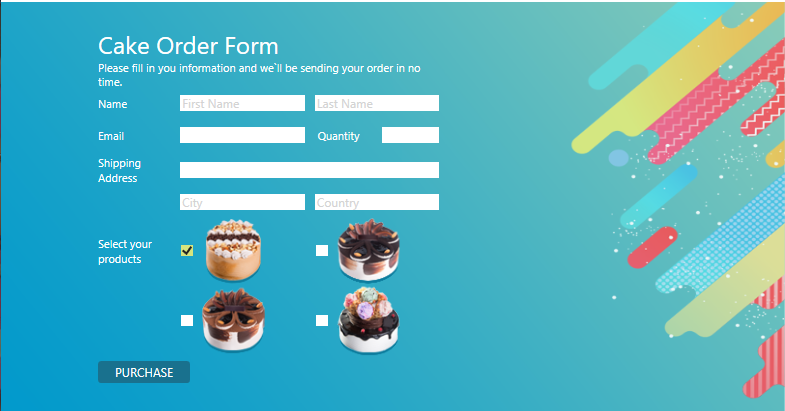 Cake Order Form
Please fill in you information and we`ll be sending your order in no
time.
Name First Name Last Name
Email Quantity
Shipping
Address
City Country
Select your
products
PURCHASE